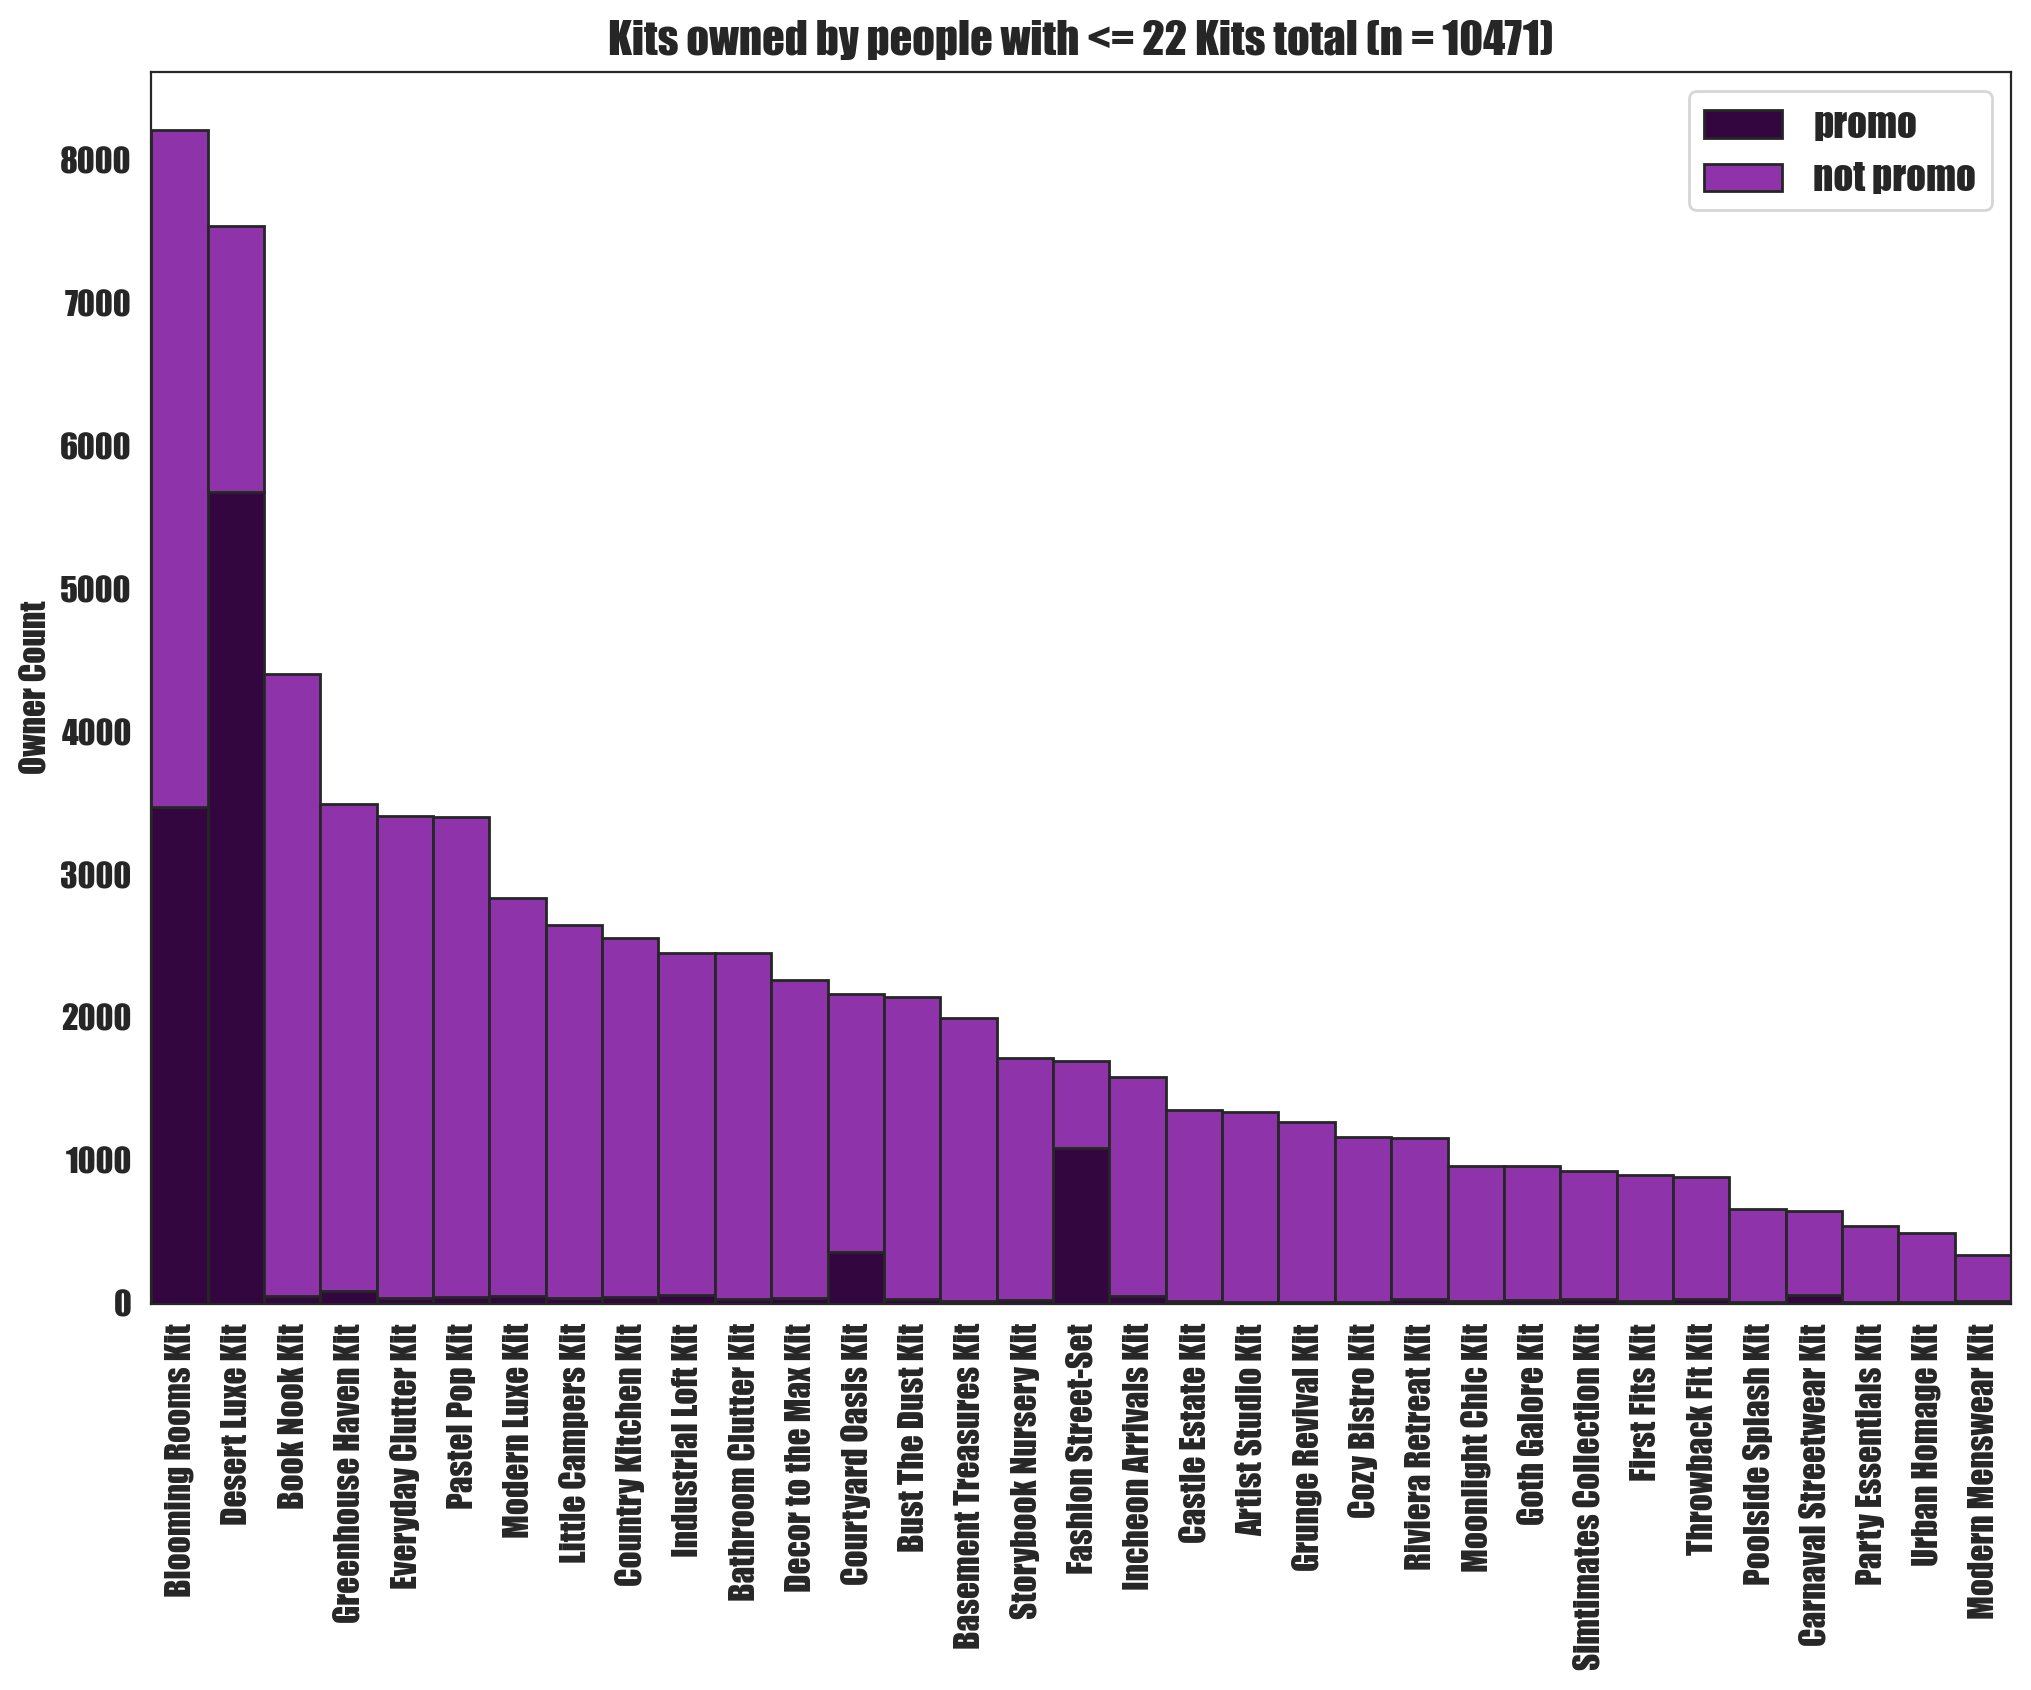 Kits owned by people with <= 22 Kits total (n = 10471)
promo
not promo
Owner Count
8000
7000
6000
5000
4000
3000
2000
1000
0
Blooming Rooms Kit
Desert Luxe Kit
Book Nook Kit
Greenhouse Haven Kit
Everyday Clutter Kit
Pastel Pop Kit
Modern Luxe Kit
Little Campers Kit
Country Kitchen Kit
Industrial Loft Kit
Bathroom Clutter Kit
Decor to the Max Kit
Courtyard Oasis Kit
Bust The Dust Kit
Basement Treasures Kit
Storybook Nursery Kit
Fashion Street-Set
Incheon Arrivals Kit
Castle Estate Kit
Artist Studio Kit
Grunge Revival Kit
Cozy Bistro Kit
Riviera Retreat Kit
Moonlight Chic Kit
Goth Galore Kit
Simtimates Collection Kit
First Fits Kit
Throwback Fit Kit
Poolside Splash Kit
Carnaval Streetwear Kit
Party Essentials Kit
Urban Homage Kit
Modern Menswear Kit